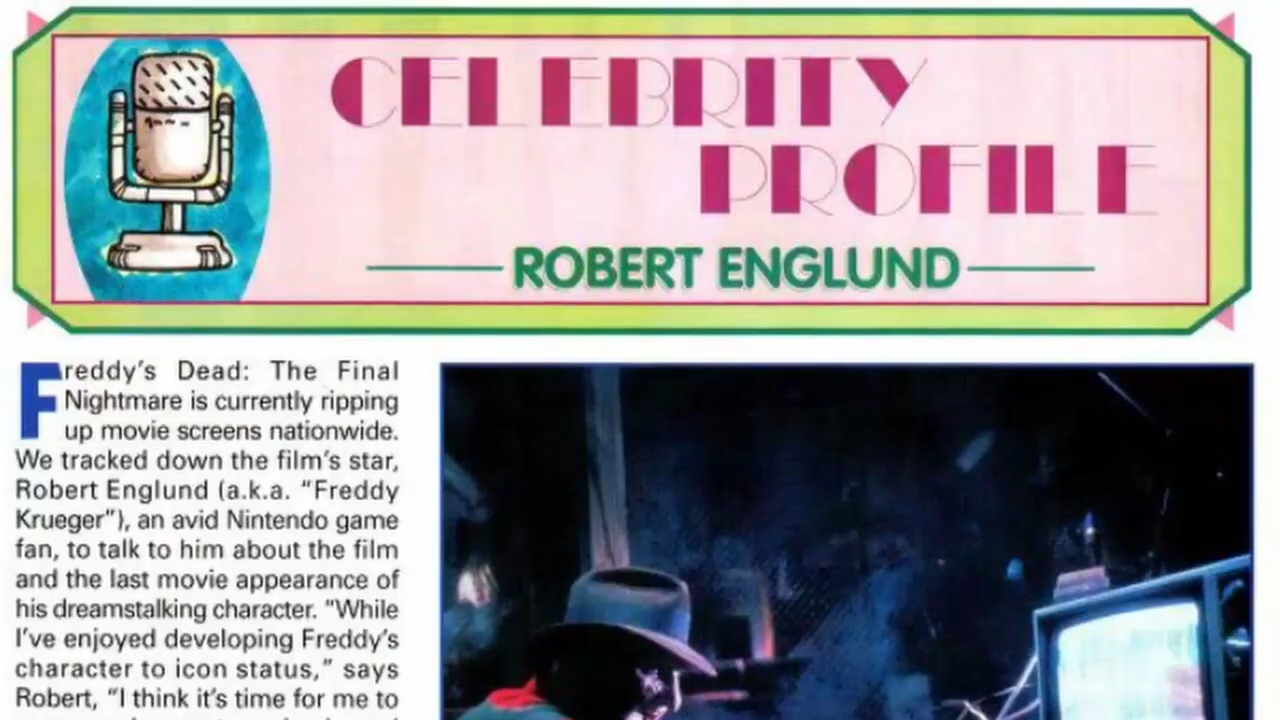 CELEBRITY
PROFILE
ROBERT ENGLUND
Freddy's Dead: The Final
Nightmare is currently ripping
up movie screens nationwide.
We tracked down the film's star,
Robert Englund (a.k.a. "Freddy
Krueger"), an avid Nintendo game
fan, to talk to him about the film
and the last movie appearance of
his dreamstalking character. "While
I've enjoyed developing Freddy's
character to icon status," says
Robert, "I think it's time for me to